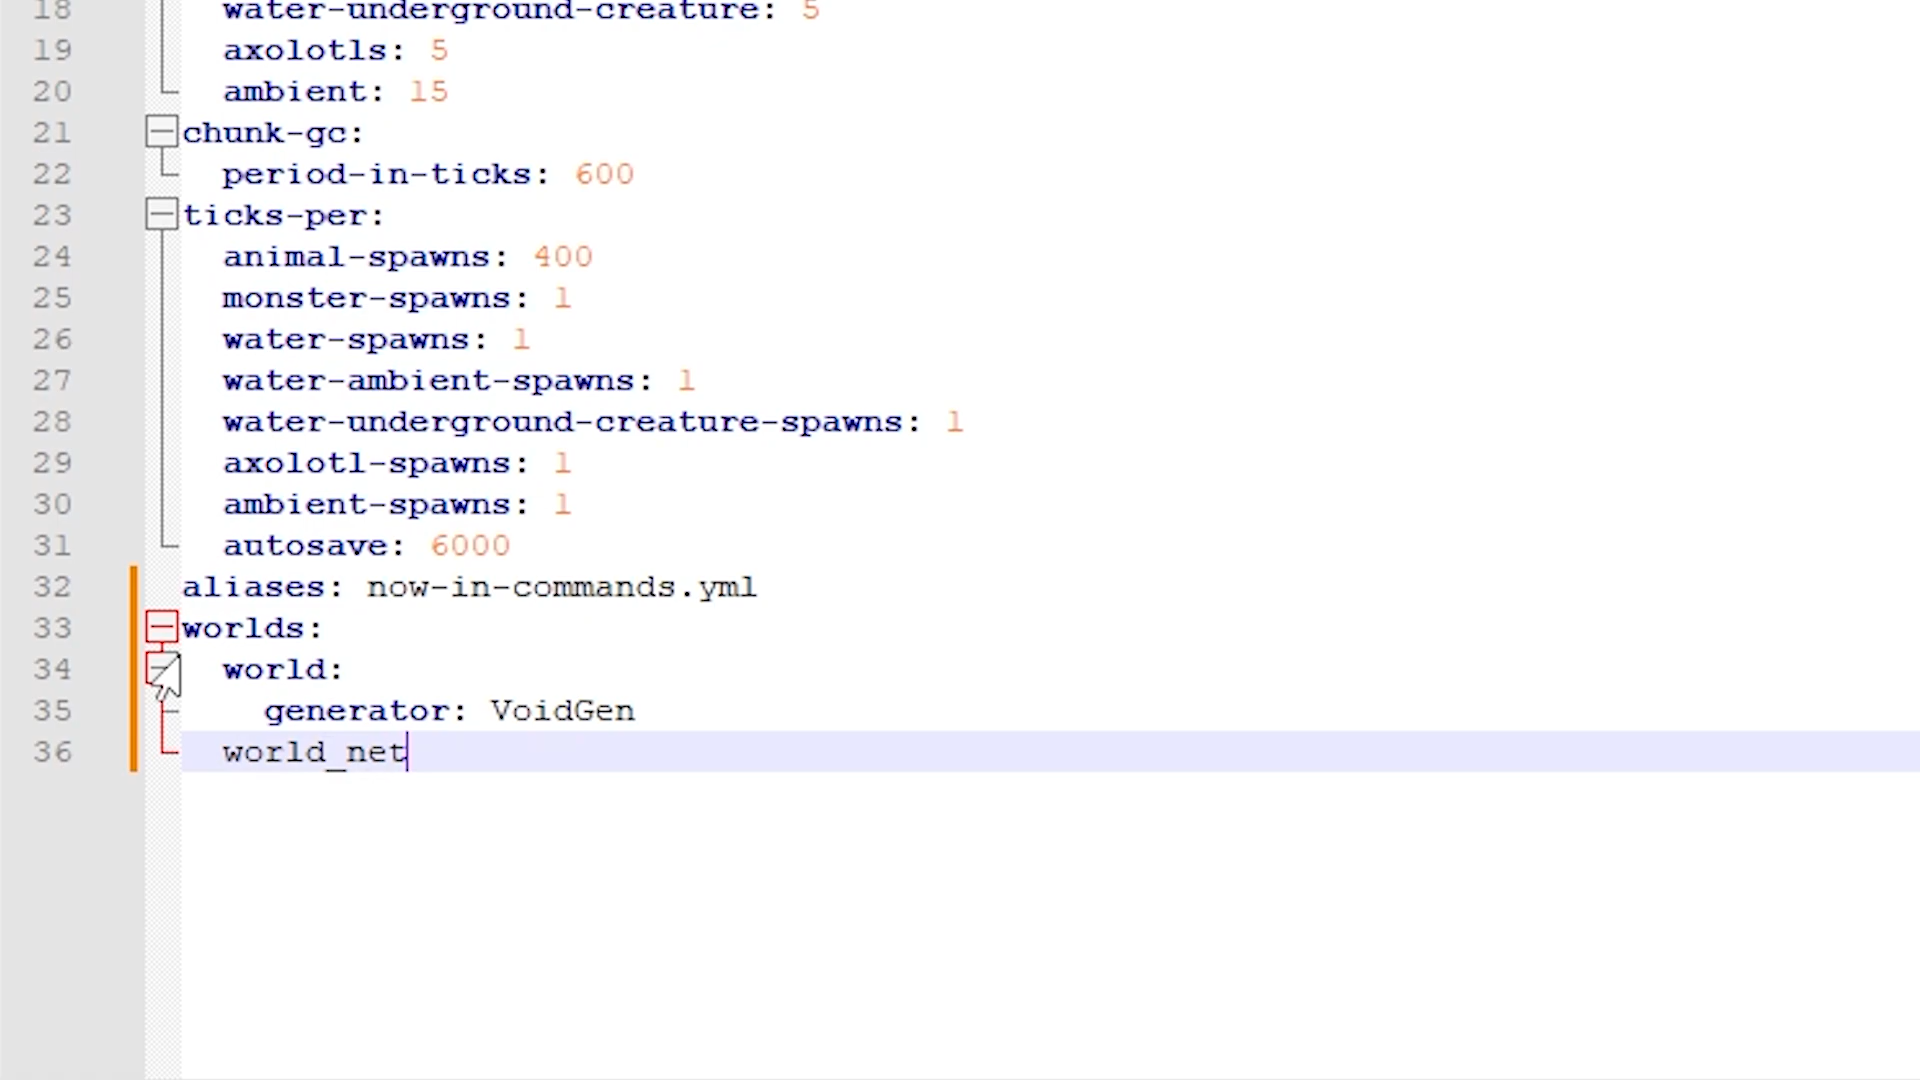 18 water-underground-creature: 5
19 axolotls: 5
20 ambient: 15
21 chunk-gc:
22 period-in-ticks: 600
23 ticks-per:
24 animal-spawns: 400
25 monster-spawns: 1
26 water-spawns: 1
27 water-ambient-spawns: 1
28 water-underground-creature-spawns: 1
29 axolotl-spawns: 1
30 ambient-spawns: 1
31 autosave: 6000
32 aliases: now-in-commands.yml
33 worlds:
34 world:
35 generator: VoidGen
36 world_net